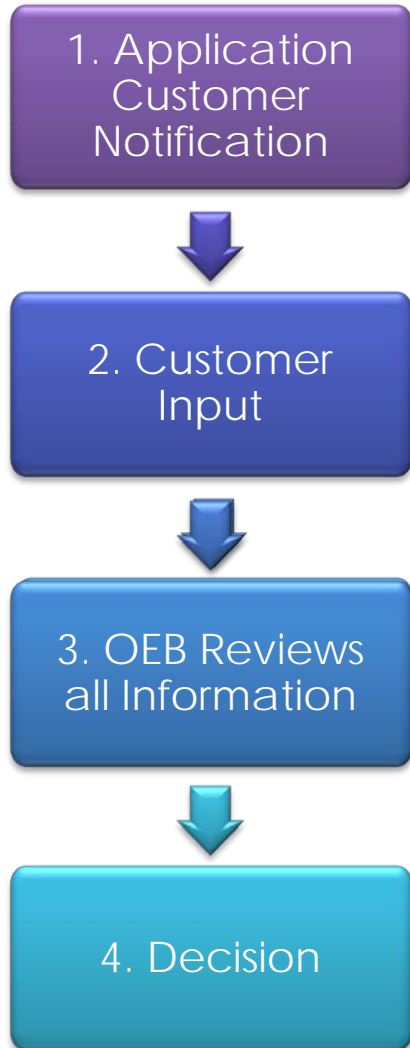 1. Application
Customer
Notification
2. Customer
Input
3. OEB Reviews
all Information
4. Decision